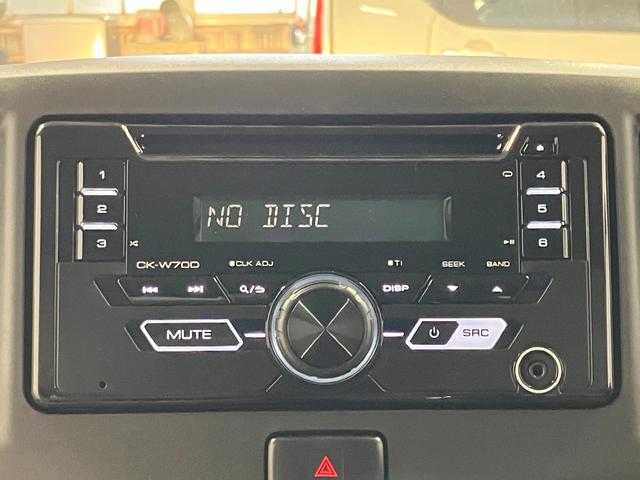 1
2
3
4
5
6
NO DISC
CK-W70D
CLK ADJ
TI
SEEK
BAND
DISP
MUTE
SRC